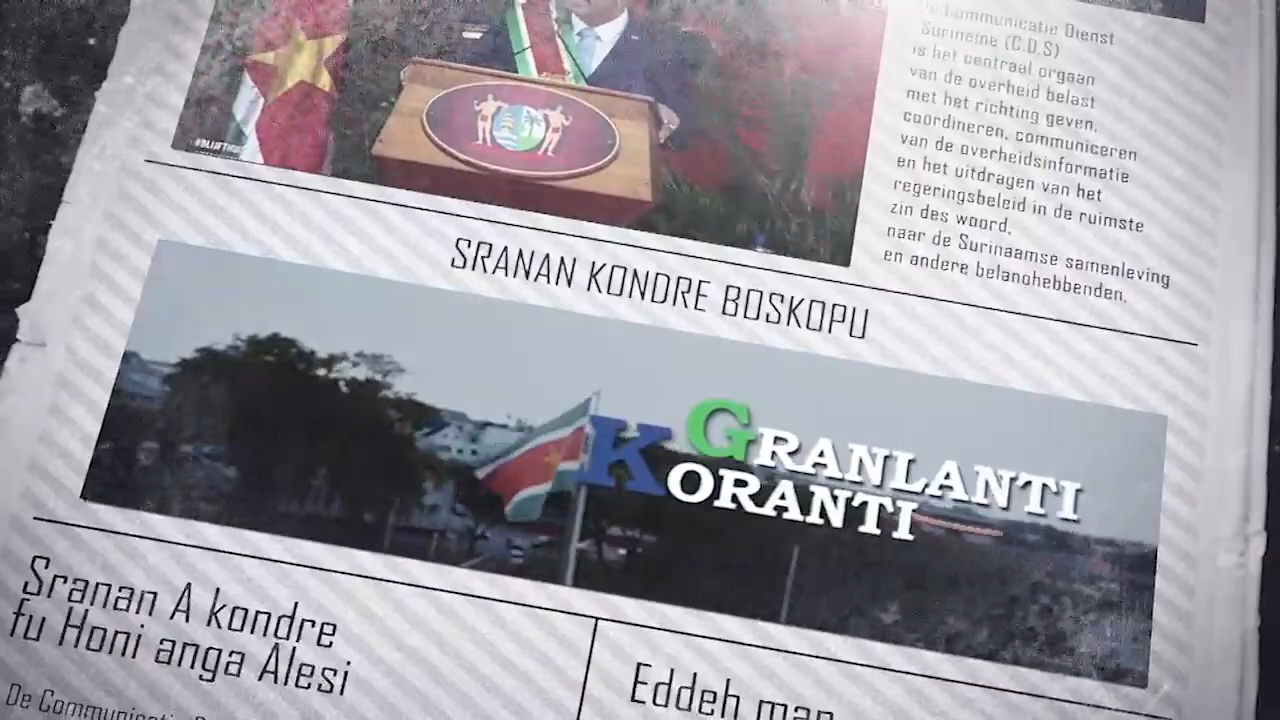 Communicatie Dienst
Suriname (C.D.S)
is het centraal orgaan
van de overheid belast
met het richting geven,
coördineren, communiceren
van de overheidsinformatie
en het uitdragen van het
regeringsbeleid in de ruimste
zin des woord,
naar de Surinaamse samenleving
en andere belanghebbenden.
SRANAN KONDRE BOSKOPU
GRANLANTI
KORANTI
Sranan A kondre
fu Honi anga Alesi
De Communicatie
Eddeh man